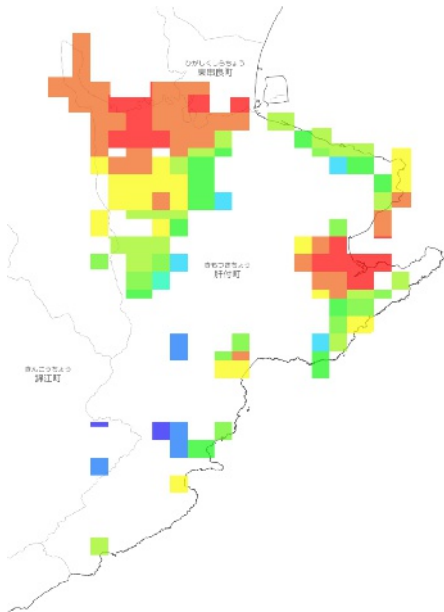 ひがしくしらちょう
東串良町
きもつきちょう
肝付町
きんこうちょう
錦江町